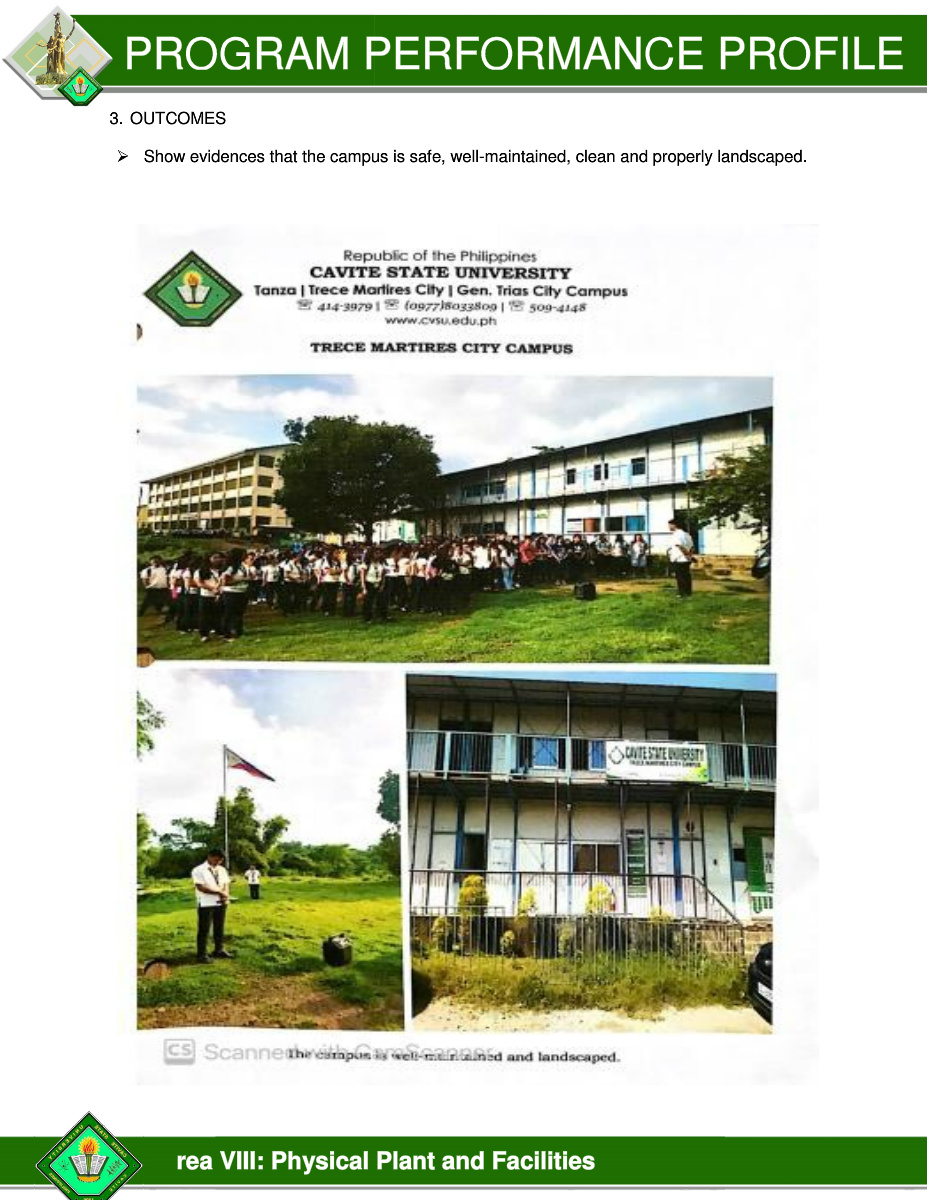 PROGRAM PERFORMANCE PROFILE
3. OUTCOMES
➢ Show evidences that the campus is safe, well-maintained, clean and properly landscaped.
Republic of the Philippines
CAVITE STATE UNIVERSITY
Tanza | Trece Martires City | Gen. Trias City Campus
☏ 414-3979 | ☏ (0977)8033809 | ☏ 509-4148
www.cvsu.edu.ph
TRECE MARTIRES CITY CAMPUS
CAVITE STATE UNIVERSITY
TRECE MARTIRES CITY CAMPUS
CS Scanned with CamScanner
The campus is well-maintained and landscaped.
rea VIII: Physical Plant and Facilities